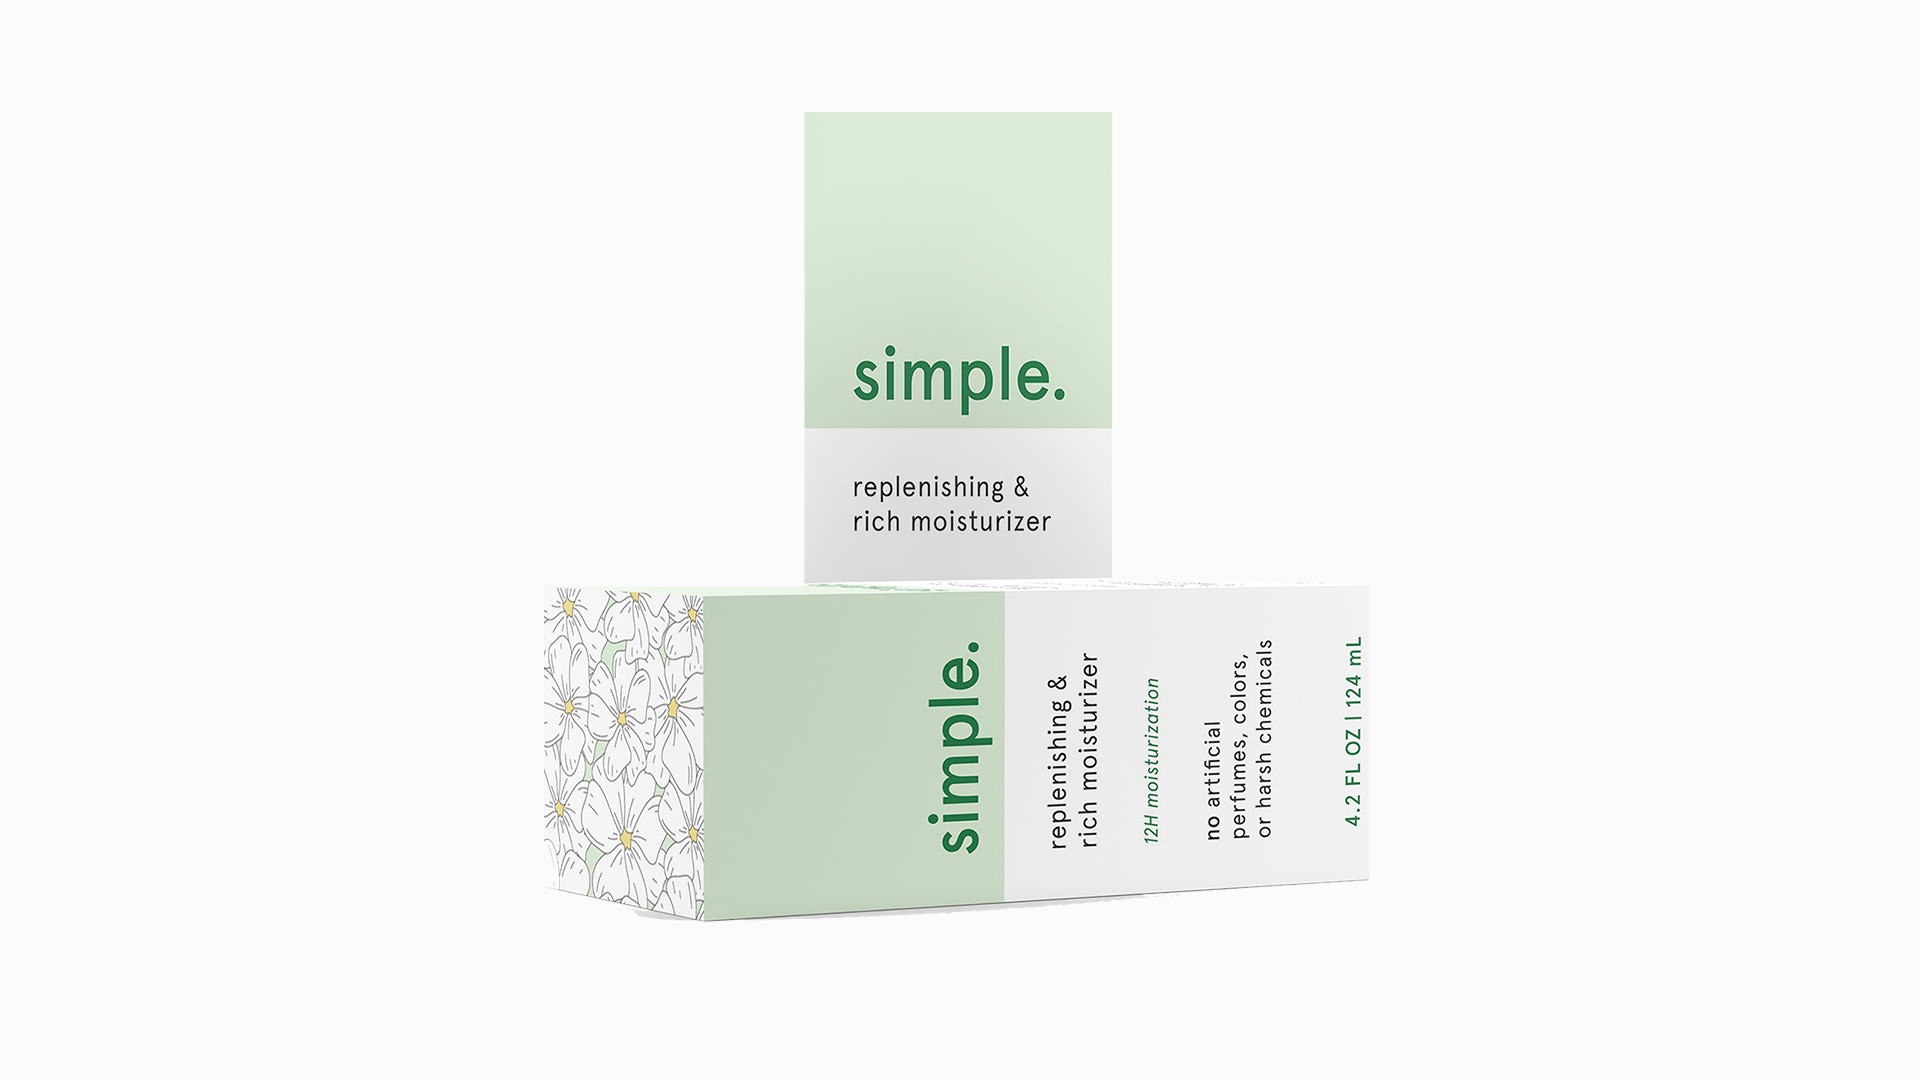 simple.
replenishing &
rich moisturizer
simple.
replenishing &
rich moisturizer
12H moisturization
no artificial
perfumes, colors,
or harsh chemicals
4.2 FL OZ | 124 mL